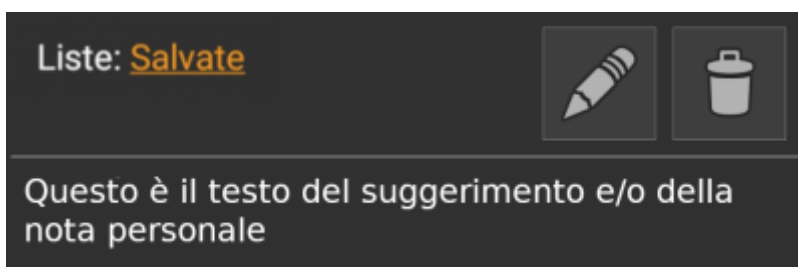 Liste: Salvate
Questo è il testo del suggerimento e/o della
nota personale